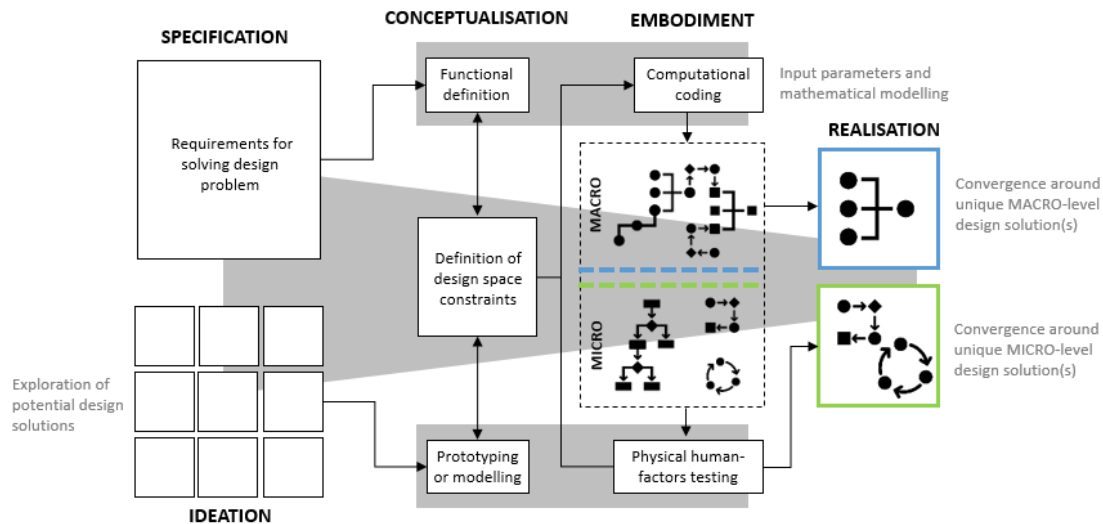 CONCEPTUALISATION
EMBODIMENT
SPECIFICATION
Functional
definition
Computational
coding
Input parameters and
mathematical modelling
REALISATION
Requirements for
solving design
problem
MACRO
Convergence around
unique MACRO-level
design solution(s)
Definition of
design space
constraints
MICRO
Convergence around
unique MICRO-level
design solution(s)
Exploration of
potential design
solutions
Prototyping
or modelling
Physical human-
factors testing
IDEATION